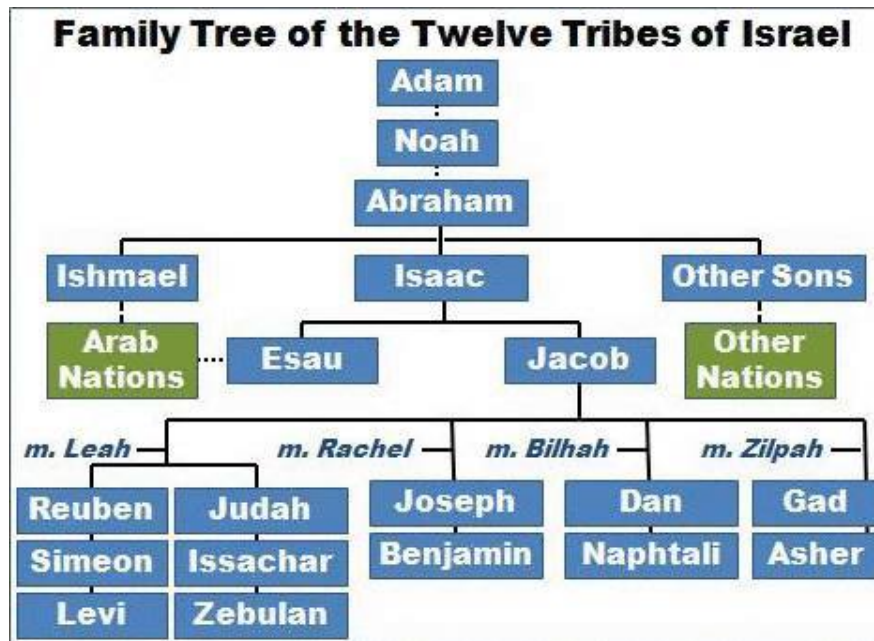 Family Tree of the Twelve Tribes of Israel
Adam
Noah
Abraham
Ishmael
Isaac
Other Sons
Arab
Nations
Esau
Jacob
Other
Nations
m. Leah
m. Rachel
m. Bilhah
m. Zilpah
Reuben
Judah
Joseph
Dan
Gad
Simeon
Issachar
Benjamin
Naphtali
Asher
Levi
Zebulan